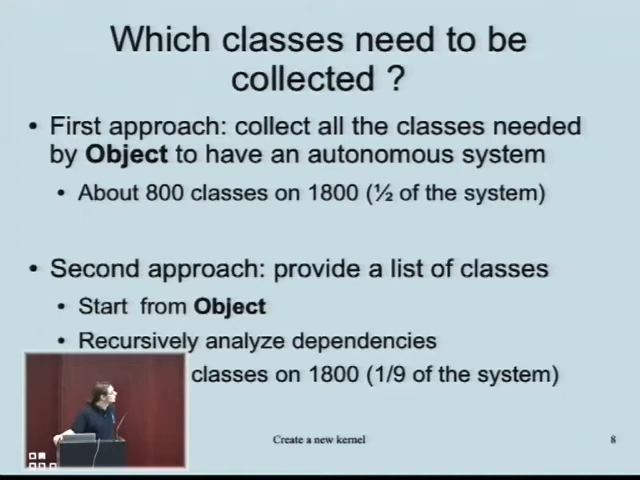 Which classes need to be
collected ?
• First approach: collect all the classes needed
by Object to have an autonomous system
• About 800 classes on 1800 (½ of the system)
• Second approach: provide a list of classes
• Start from Object
• Recursively analyze dependencies
classes on 1800 (1/9 of the system)
Create a new kernel
8